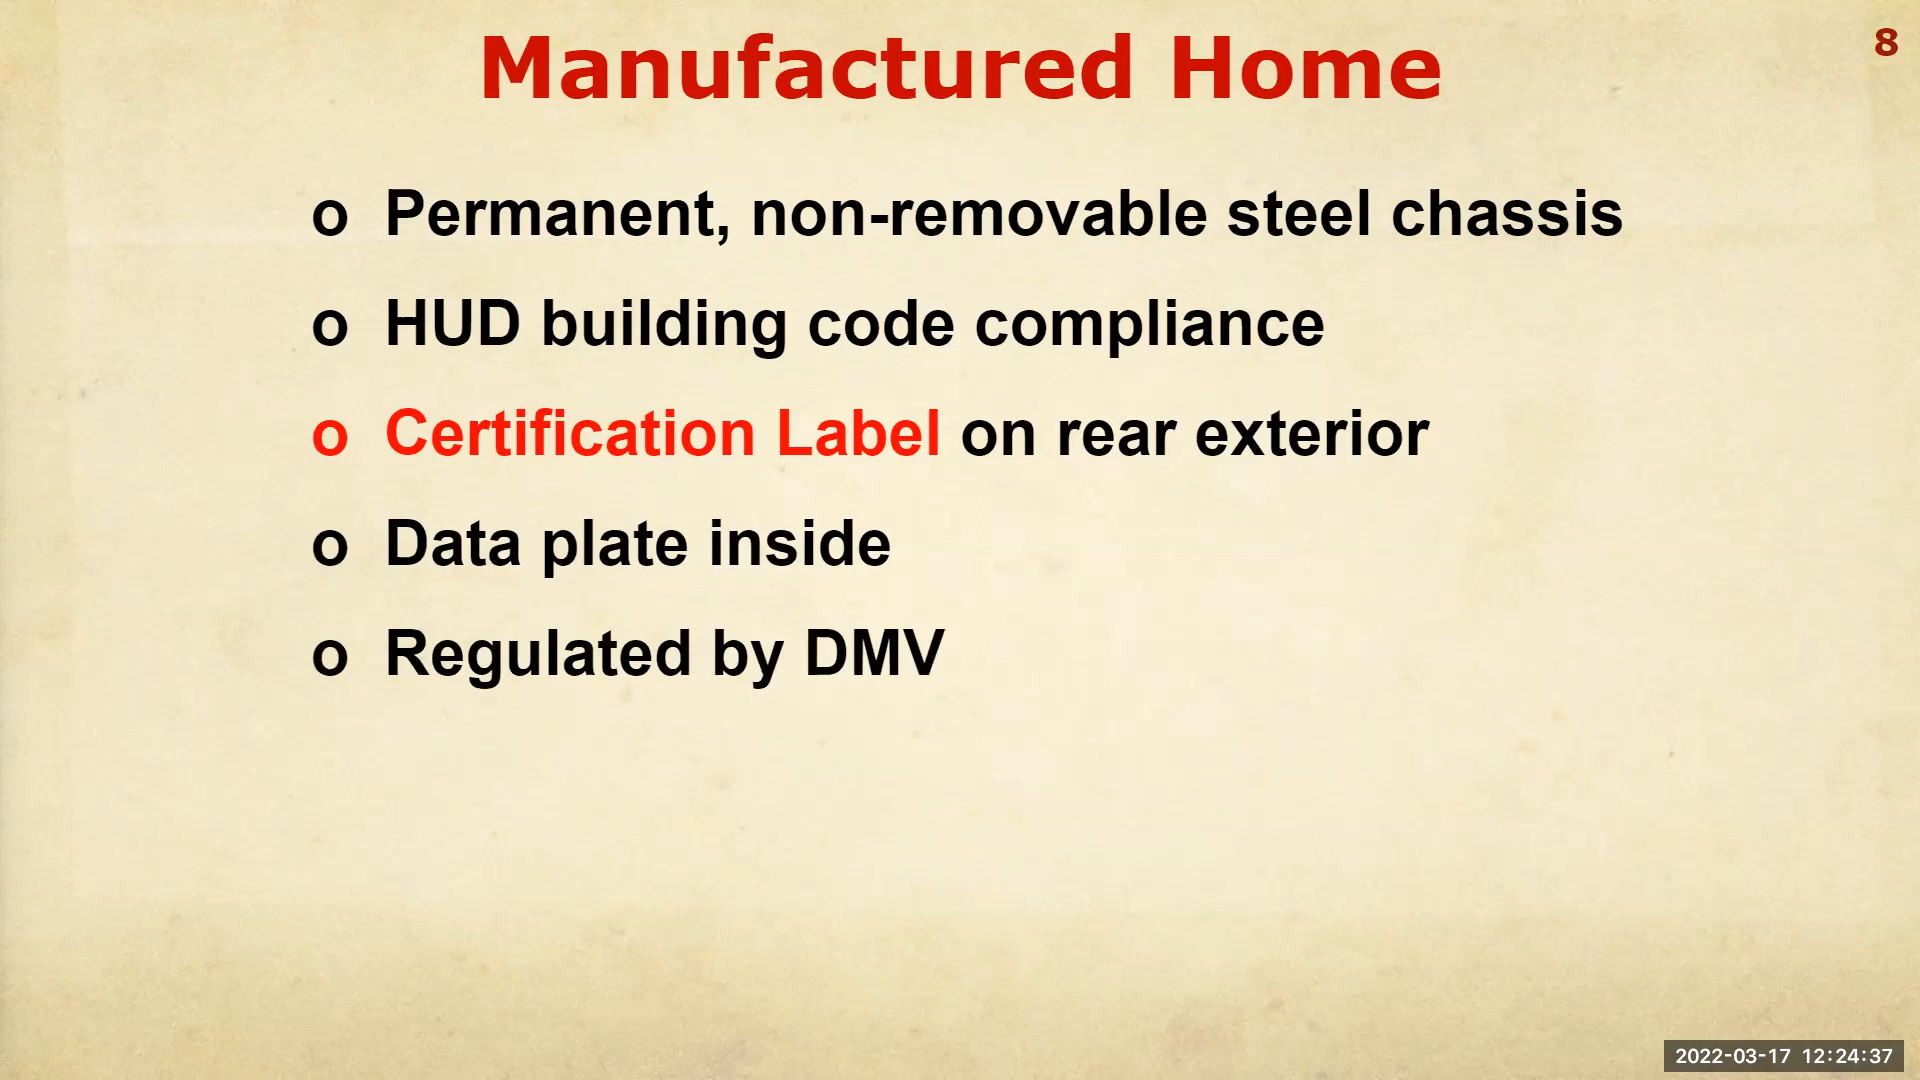 Manufactured Home
8
o Permanent, non-removable steel chassis
o HUD building code compliance
o Certification Label on rear exterior
o Data plate inside
o Regulated by DMV
2022-03-17 12:24:37